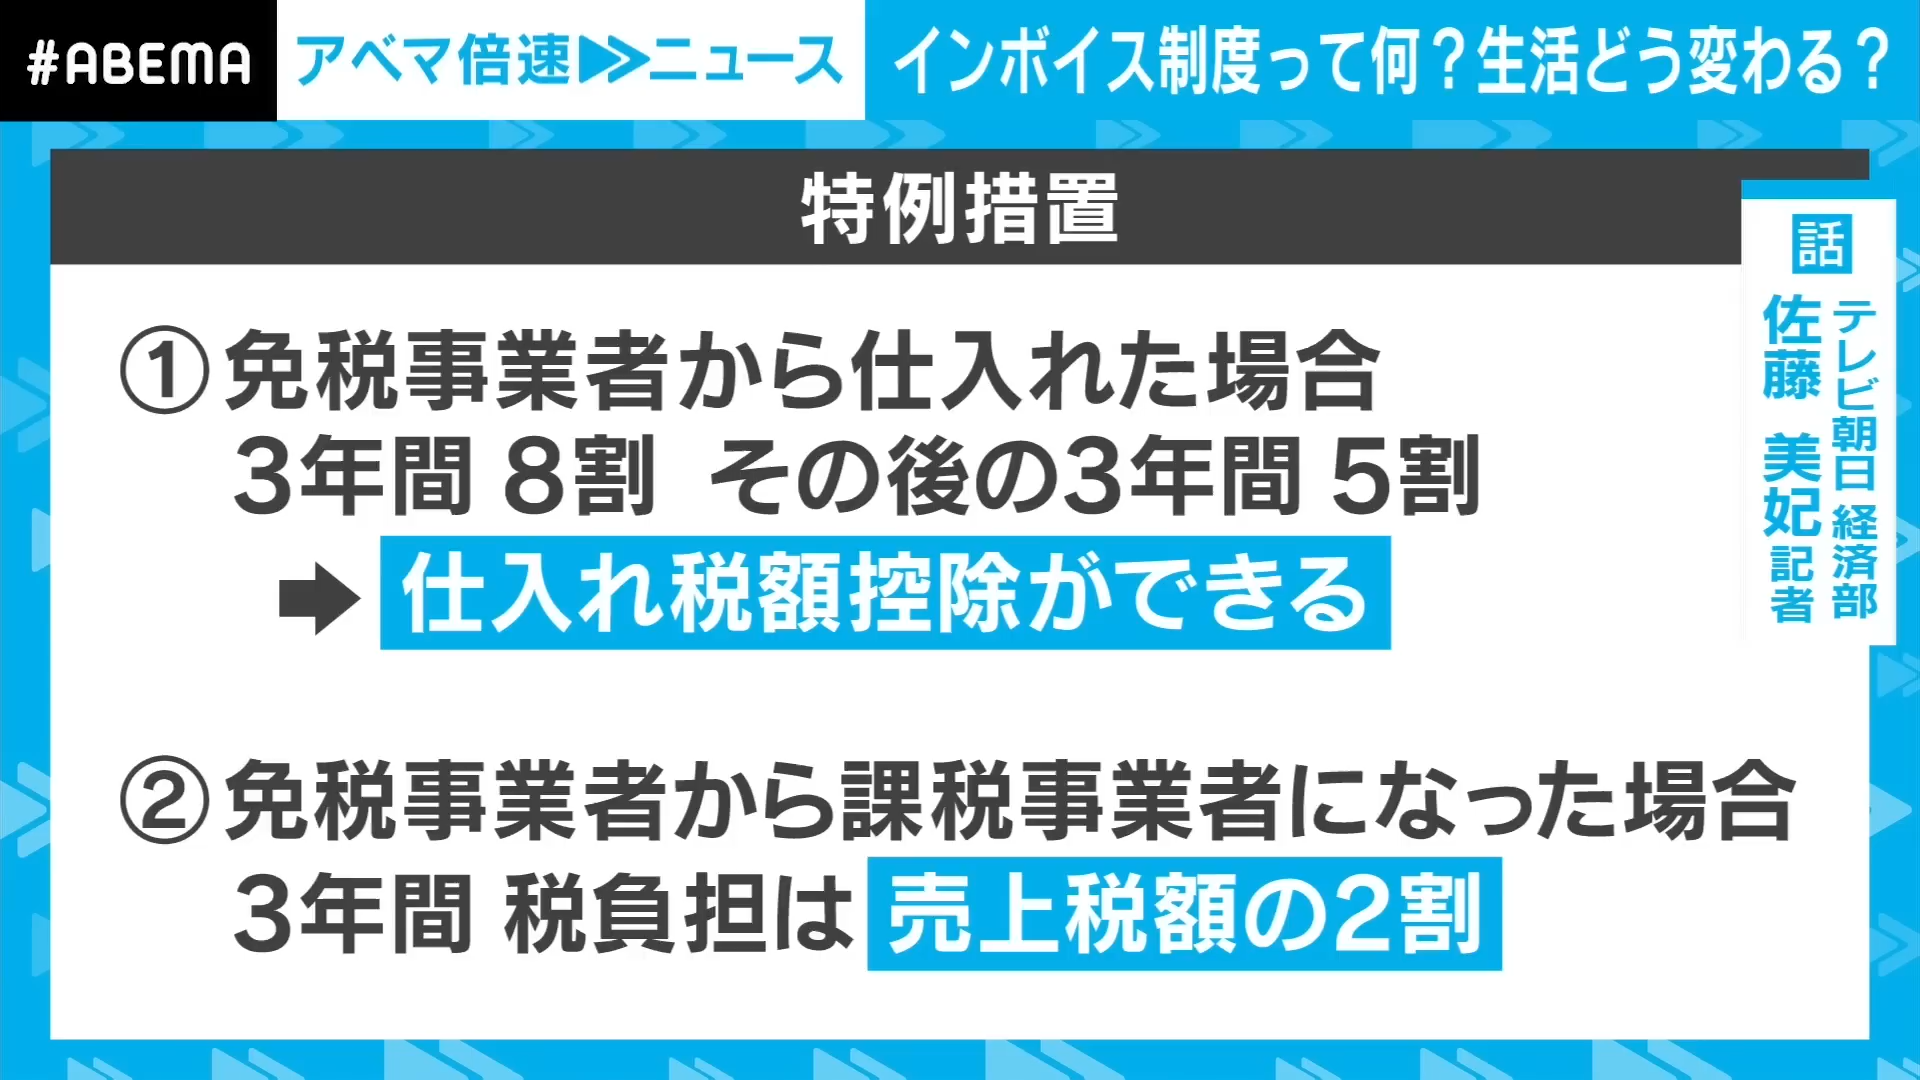 #ABEMA
アベマ倍速ニュース
インボイス制度って何？生活どう変わる？
特例措置
話
テレビ朝日 経済部
佐藤 美妃記者
①免税事業者から仕入れた場合
3年間 8割 その後の3年間 5割
➡ 仕入れ税額控除ができる
②免税事業者から課税事業者になった場合
3年間 税負担は 売上税額の2割